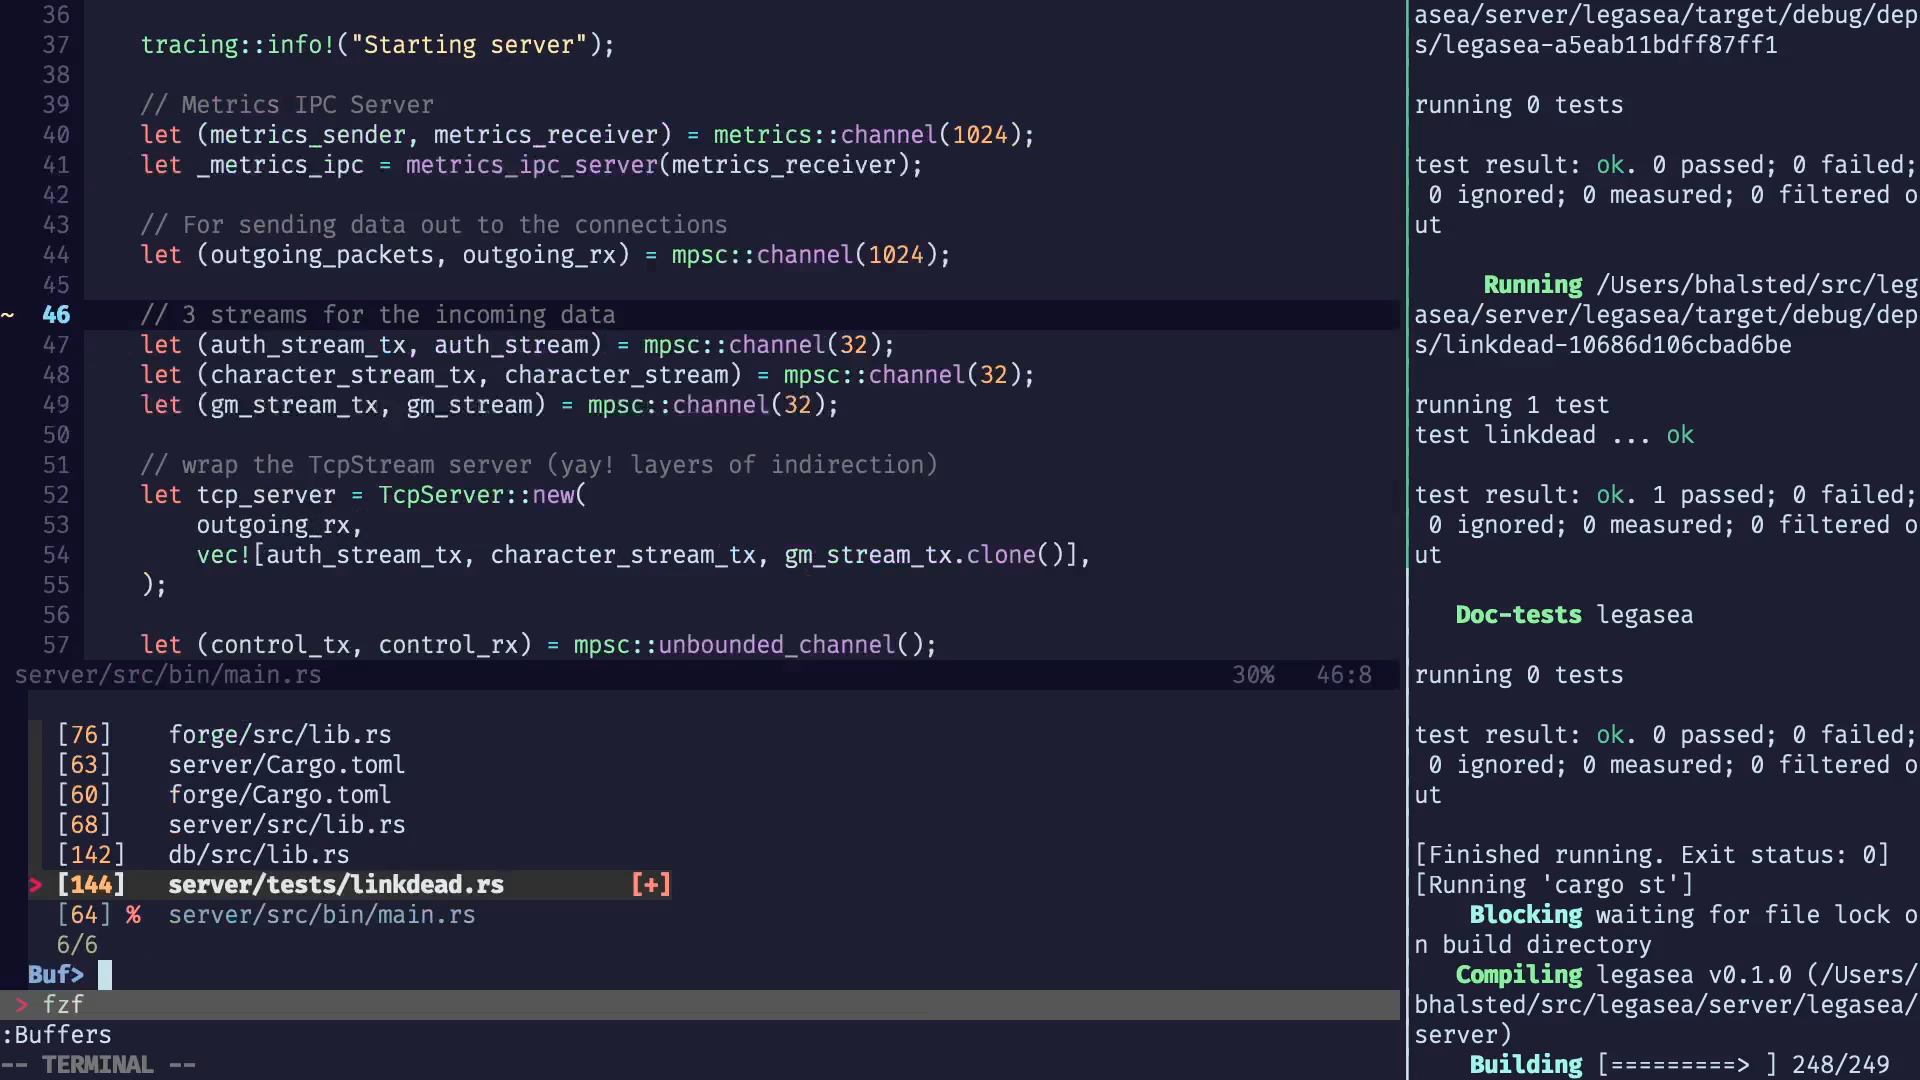 36
37 tracing::info!("Starting server");
38
39 // Metrics IPC Server
40 let (metrics_sender, metrics_receiver) = metrics::channel(1024);
41 let _metrics_ipc = metrics_ipc_server(metrics_receiver);
42
43 // For sending data out to the connections
44 let (outgoing_packets, outgoing_rx) = mpsc::channel(1024);
45
~ 46 // 3 streams for the incoming data
47 let (auth_stream_tx, auth_stream) = mpsc::channel(32);
48 let (character_stream_tx, character_stream) = mpsc::channel(32);
49 let (gm_stream_tx, gm_stream) = mpsc::channel(32);
50
51 // wrap the TcpStream server (yay! layers of indirection)
52 let tcp_server = TcpServer::new(
53 outgoing_rx,
54 vec![auth_stream_tx, character_stream_tx, gm_stream_tx.clone()],
55 );
56
57 let (control_tx, control_rx) = mpsc::unbounded_channel();
server/src/bin/main.rs 30% 46:8
[76] forge/src/lib.rs
[63] server/Cargo.toml
[60] forge/Cargo.toml
[68] server/src/lib.rs
[142] db/src/lib.rs
> [144] server/tests/linkdead.rs [+]
[64] % server/src/bin/main.rs
6/6
Buf>
> fzf
:Buffers
-- TERMINAL --
asea/server/legasea/target/debug/dep
s/legasea-a5eab11bdff87ff1
running 0 tests
test result: ok. 0 passed; 0 failed;
0 ignored; 0 measured; 0 filtered o
ut
Running /Users/bhalsted/src/leg
asea/server/legasea/target/debug/dep
s/linkdead-10686d106cbad6be
running 1 test
test linkdead ... ok
test result: ok. 1 passed; 0 failed;
0 ignored; 0 measured; 0 filtered o
ut
Doc-tests legasea
running 0 tests
test result: ok. 0 passed; 0 failed;
0 ignored; 0 measured; 0 filtered o
ut
[Finished running. Exit status: 0]
[Running 'cargo st']
Blocking waiting for file lock o
n build directory
Compiling legasea v0.1.0 (/Users/
bhalsted/src/legasea/server/legasea/
server)
Building [=========> ] 248/249